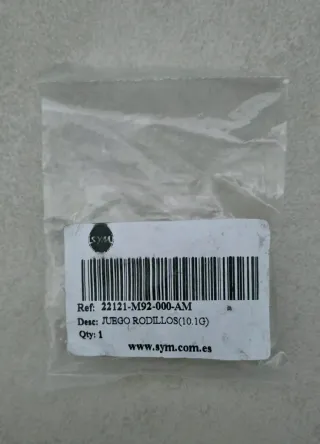 SYM
Ref: 22121-M92-000-AM a
Desc: JUEGO RODILLOS(10.1G)
Qty: 1
www.sym.com.es